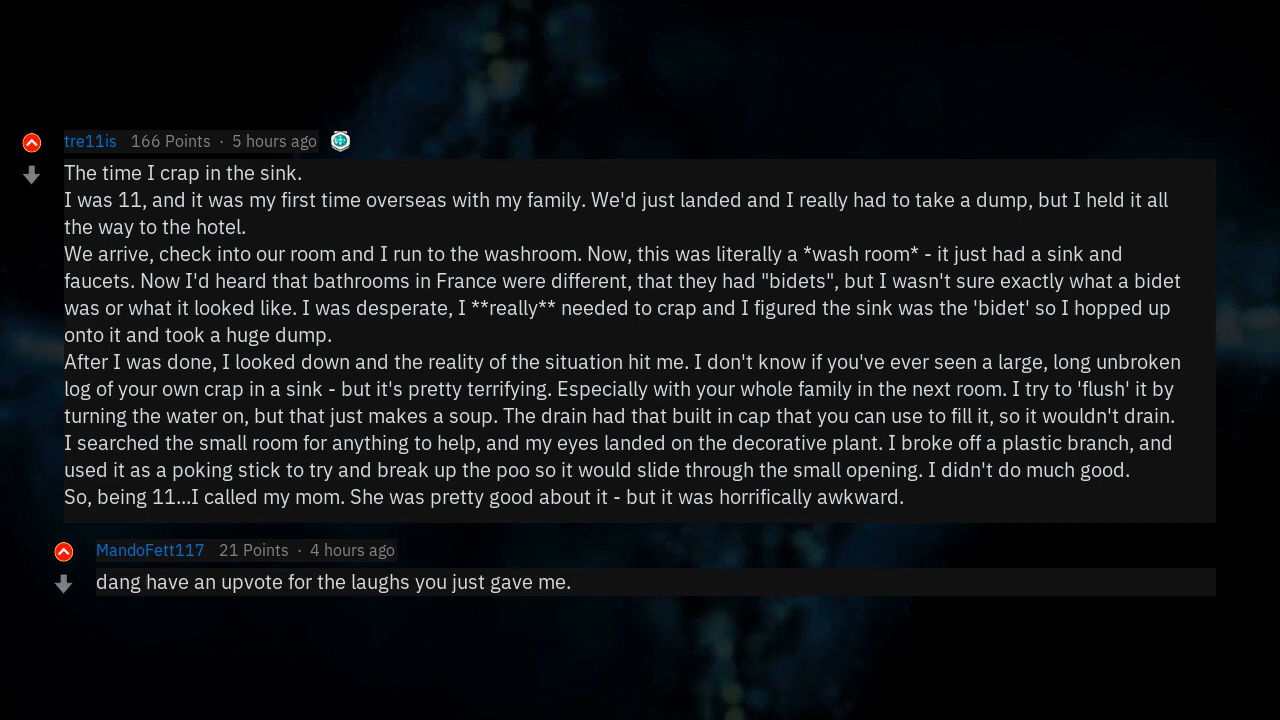 tre11is 166 Points · 5 hours ago
The time I crap in the sink.
I was 11, and it was my first time overseas with my family. We'd just landed and I really had to take a dump, but I held it all
the way to the hotel.
We arrive, check into our room and I run to the washroom. Now, this was literally a *wash room* - it just had a sink and
faucets. Now I'd heard that bathrooms in France were different, that they had "bidets", but I wasn't sure exactly what a bidet
was or what it looked like. I was desperate, I **really** needed to crap and I figured the sink was the 'bidet' so I hopped up
onto it and took a huge dump.
After I was done, I looked down and the reality of the situation hit me. I don't know if you've ever seen a large, long unbroken
log of your own crap in a sink - but it's pretty terrifying. Especially with your whole family in the next room. I try to 'flush' it by
turning the water on, but that just makes a soup. The drain had that built in cap that you can use to fill it, so it wouldn't drain.
I searched the small room for anything to help, and my eyes landed on the decorative plant. I broke off a plastic branch, and
used it as a poking stick to try and break up the poo so it would slide through the small opening. I didn't do much good.
So, being 11...I called my mom. She was pretty good about it - but it was horrifically awkward.
MandoFett117 21 Points · 4 hours ago
dang have an upvote for the laughs you just gave me.